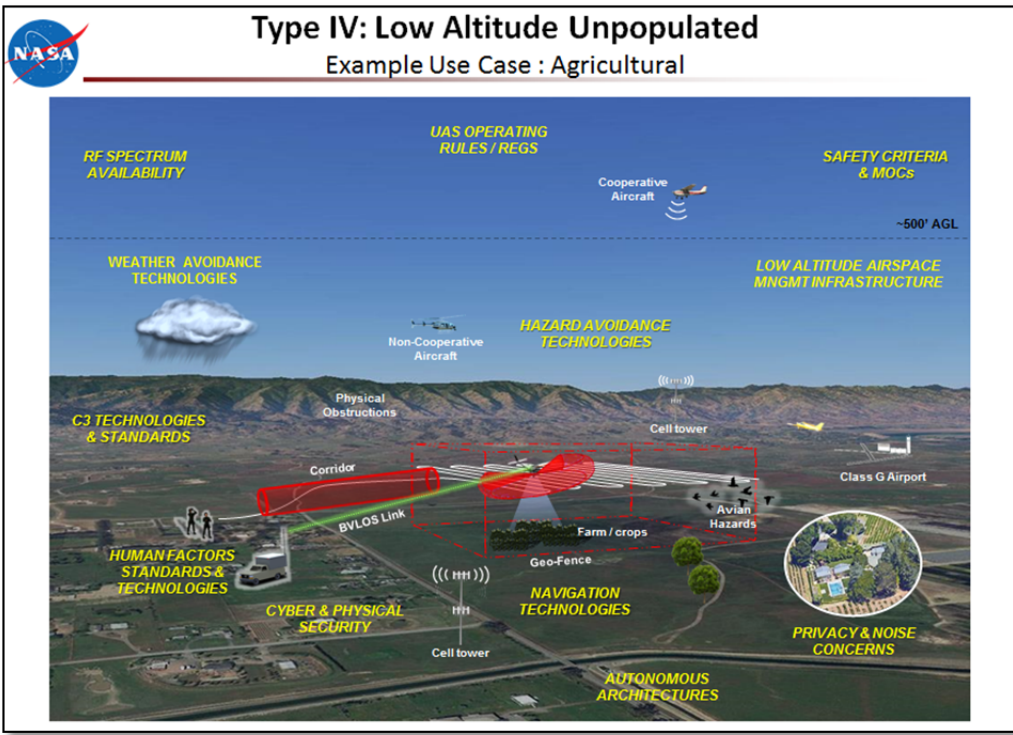 NASA
Type IV: Low Altitude Unpopulated
Example Use Case : Agricultural
UAS OPERATING
RULES / REGS
RF SPECTRUM
AVAILABILITY
SAFETY CRITERIA
& MOCs
Cooperative
Aircraft
~500' AGL
WEATHER AVOIDANCE
TECHNOLOGIES
LOW ALTITUDE AIRSPACE
MNGMT INFRASTRUCTURE
Non-Cooperative
Aircraft
HAZARD AVOIDANCE
TECHNOLOGIES
Physical
Obstructions
C3 TECHNOLOGIES
& STANDARDS
Cell tower
Corridor
Class G Airport
BVLOS Link
Avian
Hazards
Farm / crops
Geo-Fence
HUMAN FACTORS
STANDARDS &
TECHNOLOGIES
NAVIGATION
TECHNOLOGIES
CYBER & PHYSICAL
SECURITY
PRIVACY & NOISE
CONCERNS
Cell tower
AUTONOMOUS
ARCHITECTURES